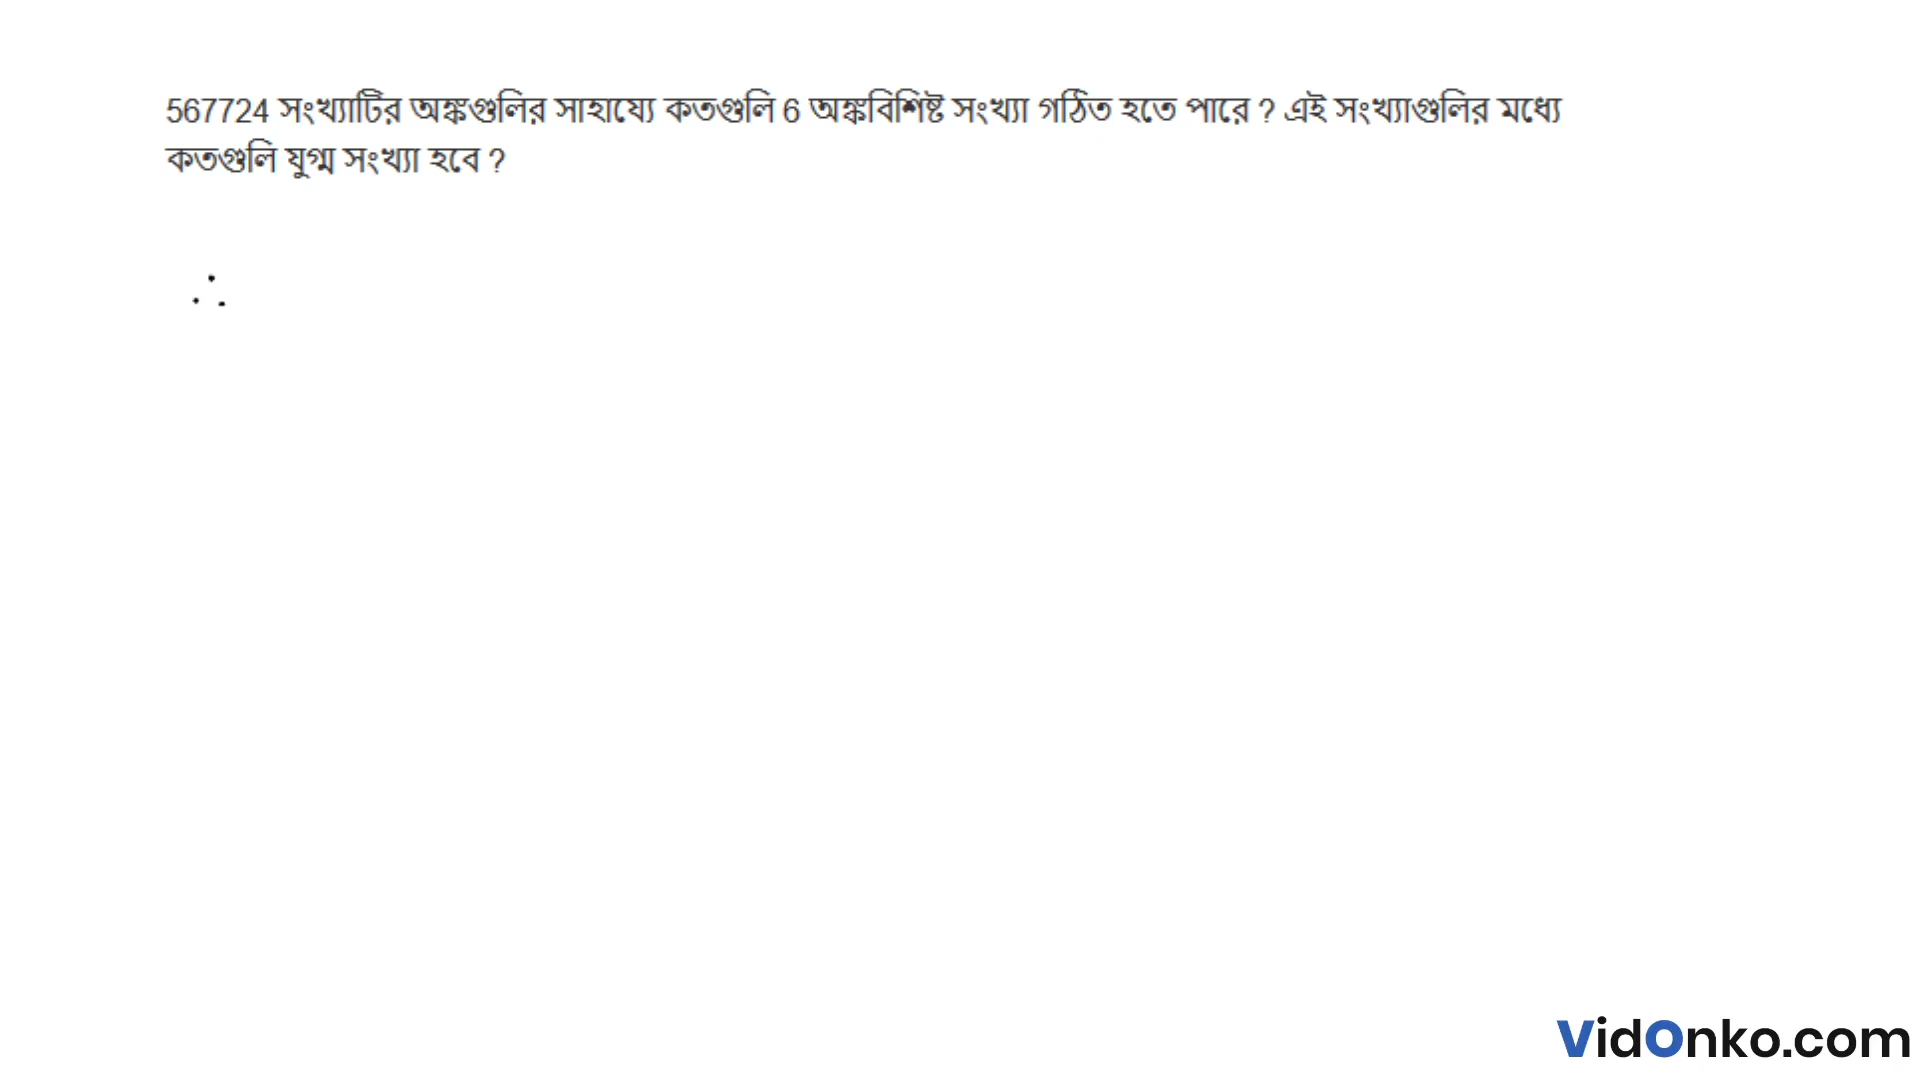 567724 সংখ্যাটির অঙ্কগুলির সাহায্যে কতগুলি 6 অঙ্কবিশিষ্ট সংখ্যা গঠিত হতে পারে ? এই সংখ্যাগুলির মধ্যে
কতগুলি যুগ্ম সংখ্যা হবে ?
∴
VidOnko.com